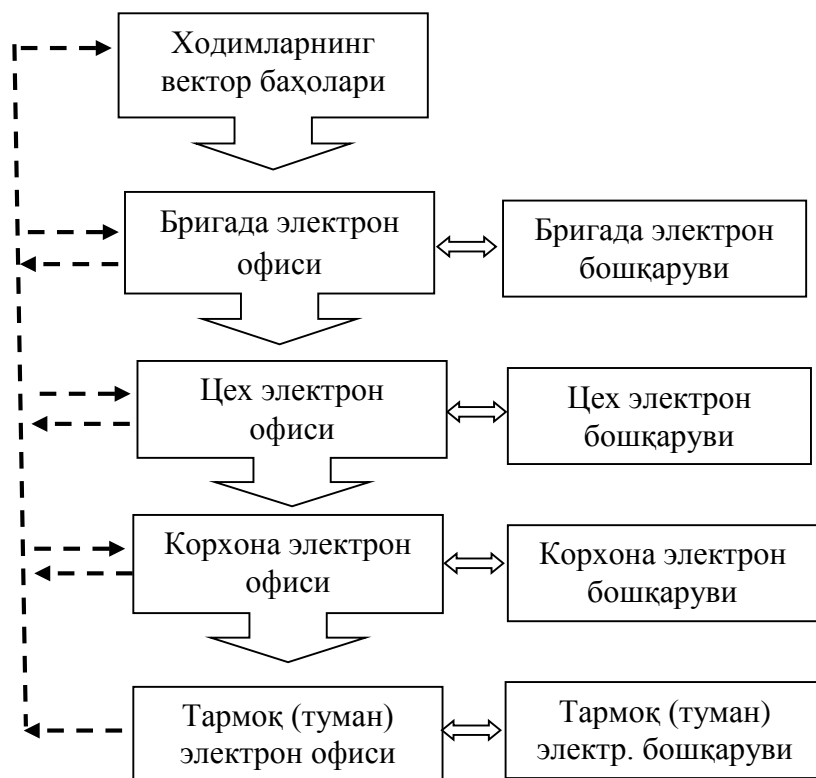 Ходимларнинг
вектор баҳолари
Бригада электрон
офиси
Бригада электрон
бошқаруви
Цех электрон
офиси
Цех электрон
бошқаруви
Корхона электрон
офиси
Корхона электрон
бошқаруви
Тармоқ (туман)
электрон офиси
Тармоқ (туман)
электр. бошқаруви